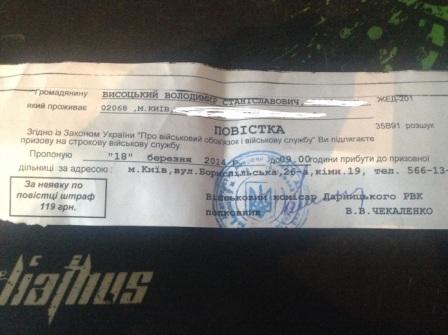 Громадянину ВИСОЦЬКИЙ ВОЛОДИМИР СТАНІСЛАВОВИЧ,
який проживає 02068 ,м.КИЇВ, ЖЕД-201
ПОВІСТКА 35В91 розшук
Згідно із Законом України "Про військовий обов'язок і військову службу" Ви підлягаєте
призову на строкову військову службу
Пропоную "18" березня 2014 р. до09.00години прибути до призовної
дільниці за адресою : м.Київ,вул.Бориспільська,26-а,кімн.19, тел. 566-13-
За неявку по
повістці штраф
119 грн.
Військовий комісар Дарницького РВК
полковник В.В.ЧЕКАЛЕНКО